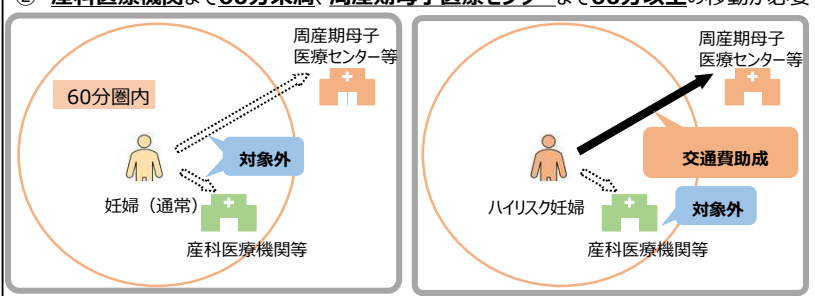 ② 産科医療機関まで60分未満、周産期母子医療センターまで60分以上の移動が必要
周産期母子
医療センター等
60分圏内
対象外
妊婦（通常）
産科医療機関等
周産期母子
医療センター等
交通費助成
ハイリスク妊婦
対象外
産科医療機関等